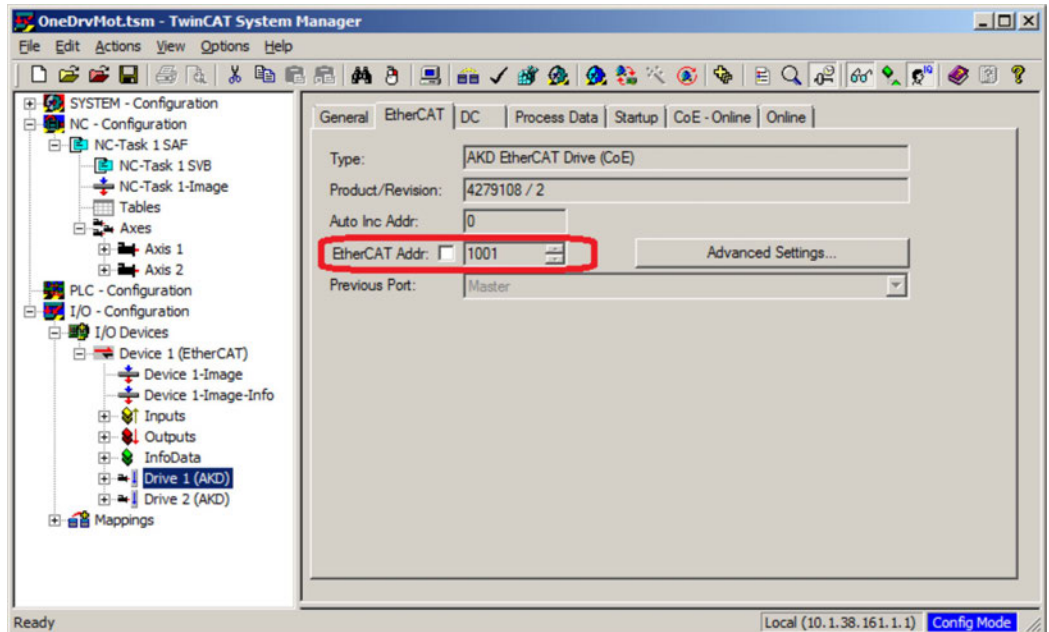 OneDrvMot.tsm - TwinCAT System Manager
File Edit Actions View Options Help
SYSTEM - Configuration
NC - Configuration
NC-Task 1 SAF
NC-Task 1 SVB
NC-Task 1-Image
Tables
Axes
Axis 1
Axis 2
PLC - Configuration
I/O - Configuration
I/O Devices
Device 1 (EtherCAT)
Device 1-Image
Device 1-Image-Info
Inputs
Outputs
InfoData
Drive 1 (AKD)
Drive 2 (AKD)
Mappings
General EtherCAT DC Process Data Startup CoE - Online Online
Type: AKD EtherCAT Drive (CoE)
Product/Revision: 4279108 / 2
Auto Inc Addr: 0
EtherCAT Addr: 1001 Advanced Settings...
Previous Port: Master
Ready Local (10.1.38.161.1.1) Config Mode